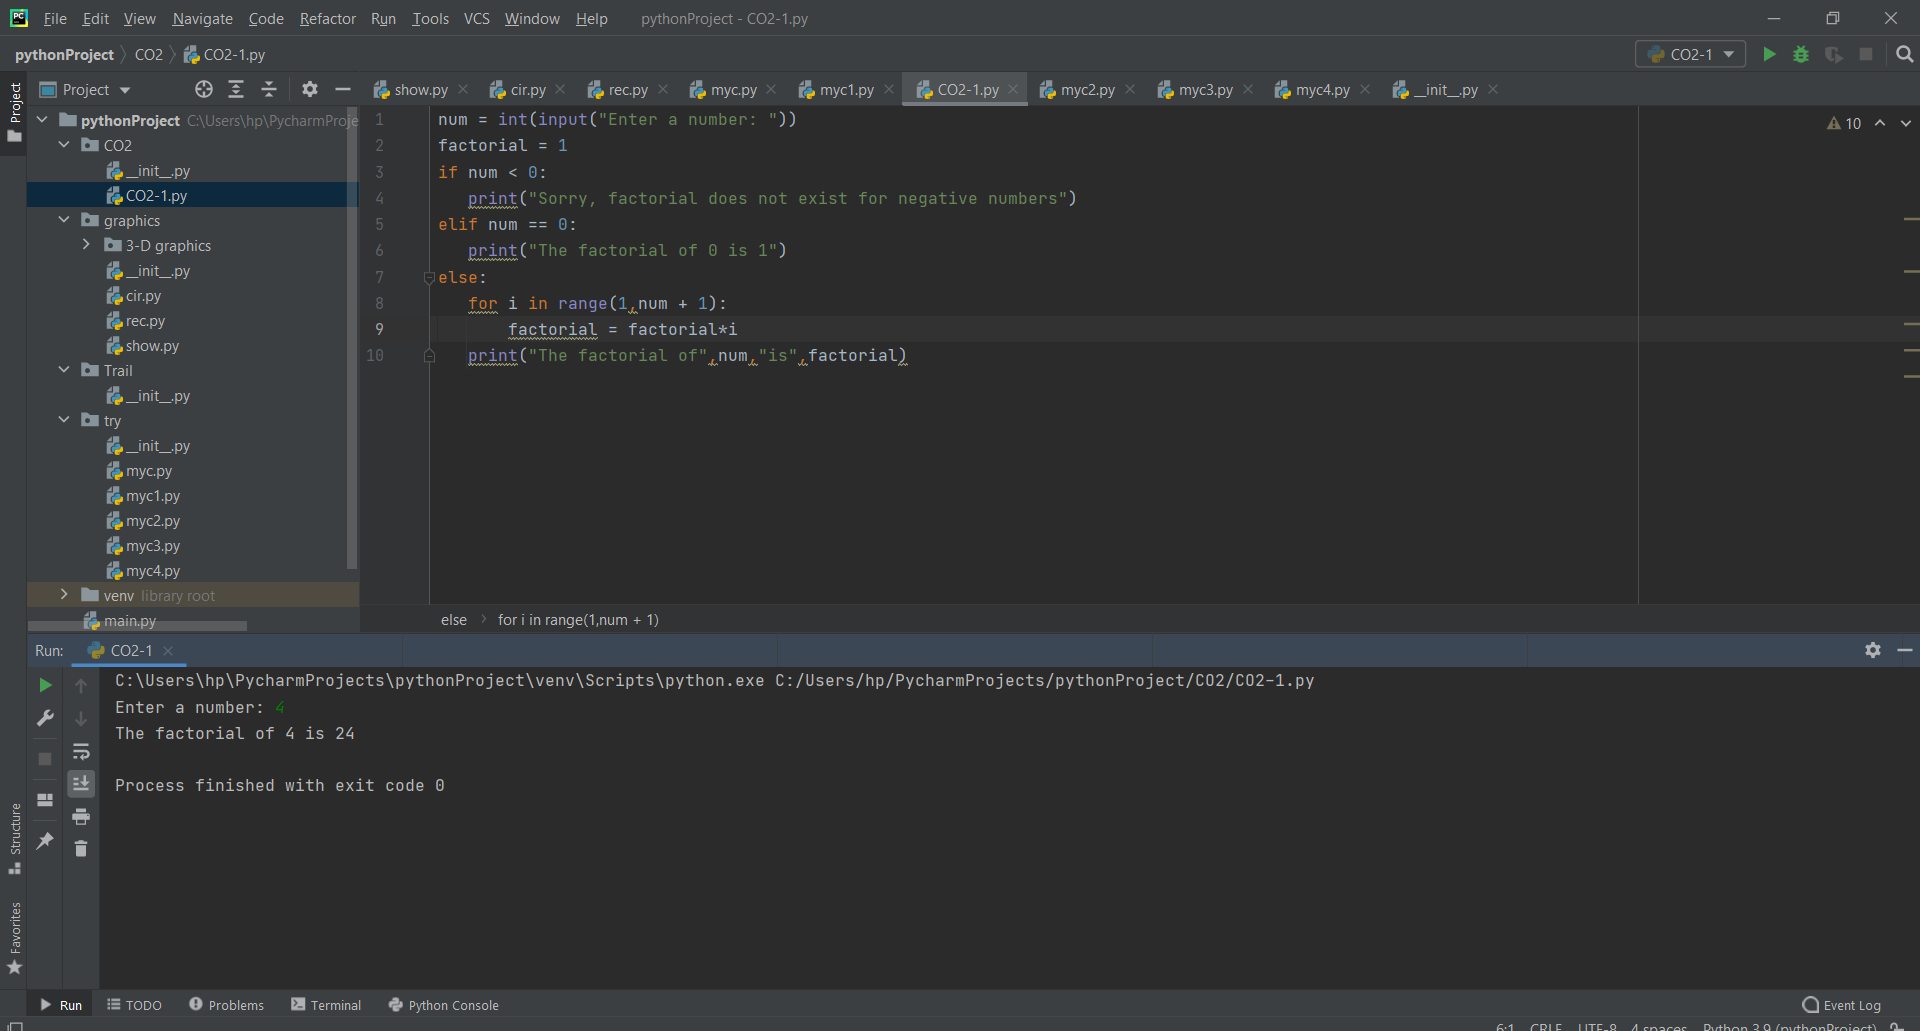 File Edit View Navigate Code Refactor Run Tools VCS Window Help pythonProject - CO2-1.py
pythonProject CO2 CO2-1.py CO2-1
Project
Project
show.py cir.py rec.py myc.py myc1.py CO2-1.py myc2.py myc3.py myc4.py __init__.py
pythonProject C:\Users\hp\PycharmProje
CO2
__init__.py
CO2-1.py
graphics
3-D graphics
__init__.py
cir.py
rec.py
show.py
Trail
__init__.py
try
__init__.py
myc.py
myc1.py
myc2.py
myc3.py
myc4.py
venv library root
main.py
10
1 num = int(input("Enter a number: "))
2 factorial = 1
3 if num < 0:
4 print("Sorry, factorial does not exist for negative numbers")
5 elif num == 0:
6 print("The factorial of 0 is 1")
7 else:
8 for i in range(1,num + 1):
9 factorial = factorial*i
10 print("The factorial of",num,"is",factorial)
else for i in range(1,num + 1)
Run: CO2-1
C:\Users\hp\PycharmProjects\pythonProject\venv\Scripts\python.exe C:/Users/hp/PycharmProjects/pythonProject/CO2/CO2-1.py
Enter a number: 4
The factorial of 4 is 24
Process finished with exit code 0
Structure
Favorites
Run TODO Problems Terminal Python Console Event Log
6:1 CRLF UTF-8 4 spaces Python 3.9 (pythonProject)